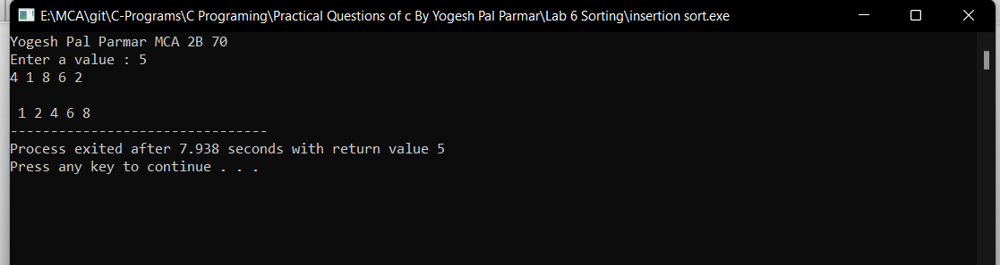 E:\MCA\git\C-Programs\C Programing\Practical Questions of c By Yogesh Pal Parmar\Lab 6 Sorting\insertion sort.exe
Yogesh Pal Parmar MCA 2B 70
Enter a value : 5
4 1 8 6 2
1 2 4 6 8
--------------------------------
Process exited after 7.938 seconds with return value 5
Press any key to continue . . .